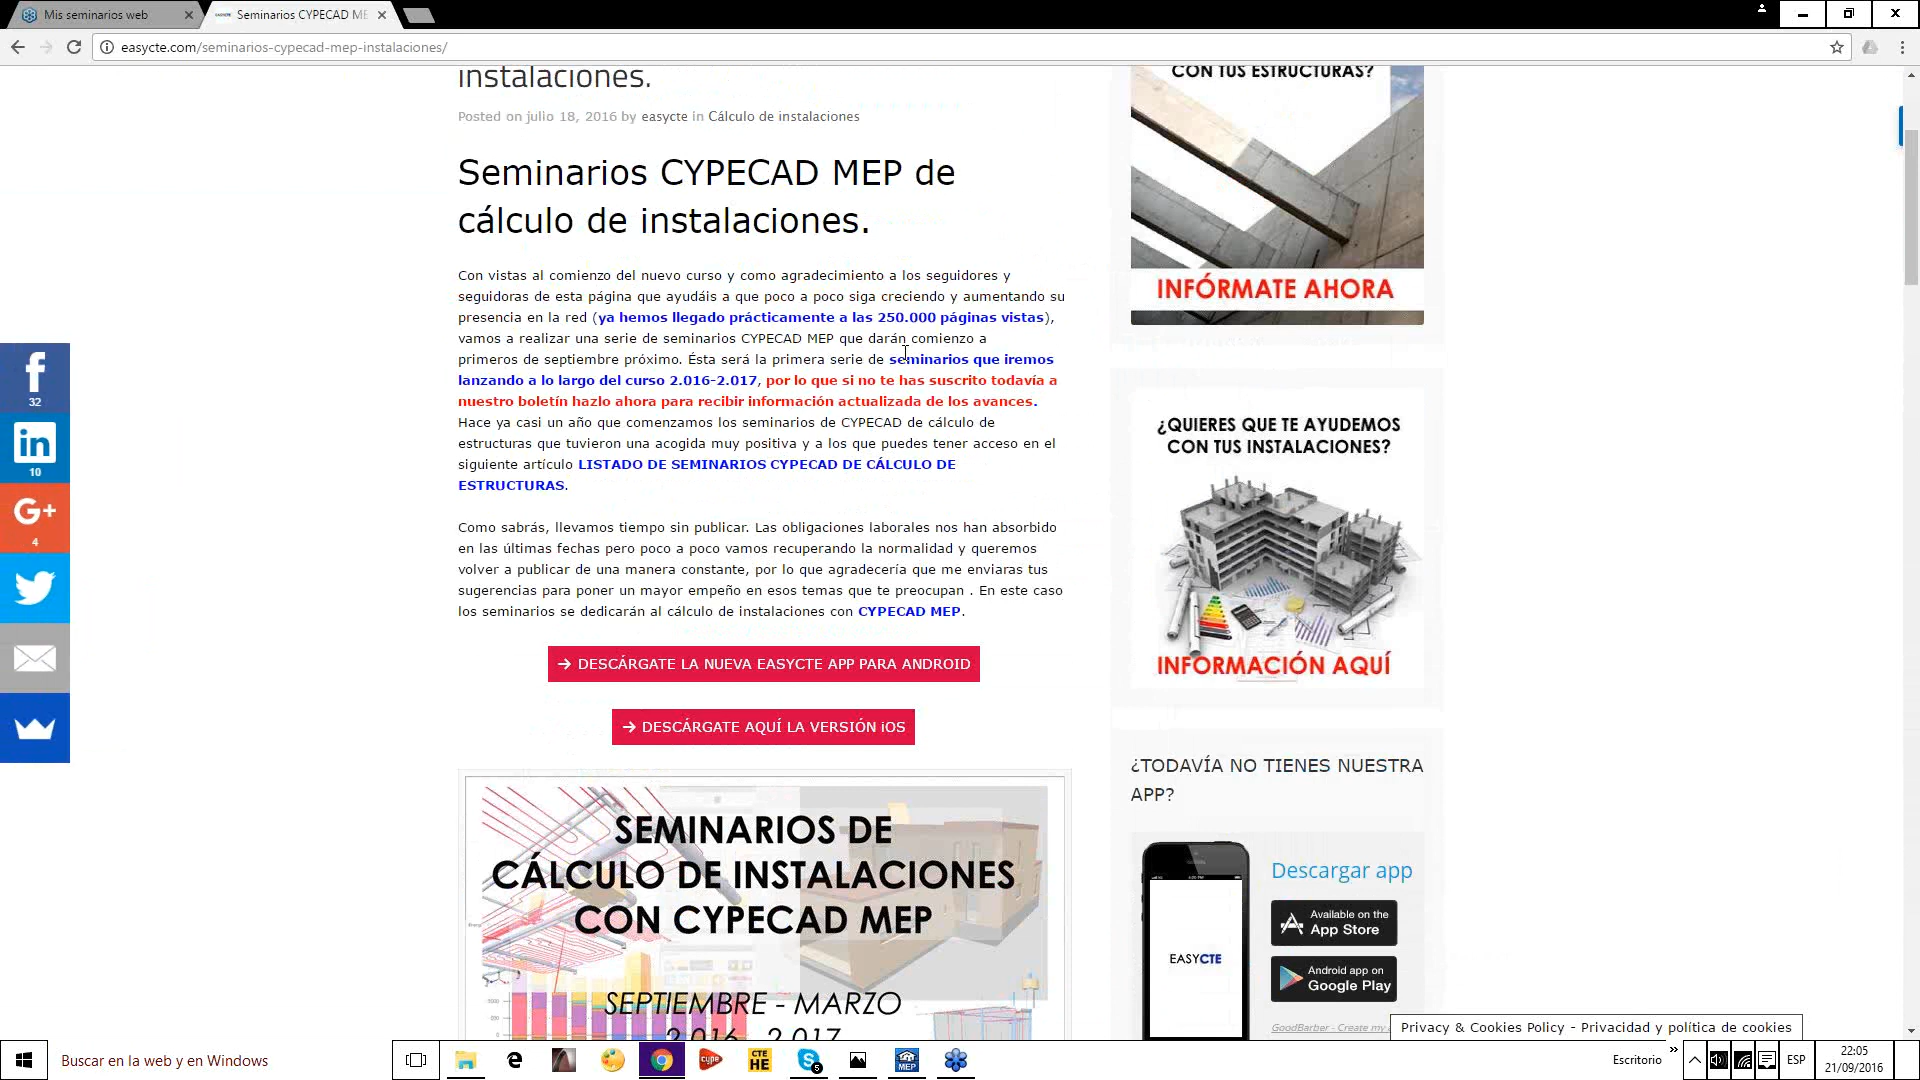 Mis seminarios web
Seminarios CYPECAD ME
easycte.com/seminarios-cypecad-mep-instalaciones/
instalaciones.
Posted on julio 18, 2016 by easycte in Cálculo de instalaciones
Seminarios CYPECAD MEP de
cálculo de instalaciones.
Con vistas al comienzo del nuevo curso y como agradecimiento a los seguidores y
seguidoras de esta página que ayudáis a que poco a poco siga creciendo y aumentando su
presencia en la red (ya hemos llegado prácticamente a las 250.000 páginas vistas),
vamos a realizar una serie de seminarios CYPECAD MEP que darán comienzo a
primeros de septiembre próximo. Ésta será la primera serie de seminarios que iremos
lanzando a lo largo del curso 2.016-2.017, por lo que si no te has suscrito todavía a
nuestro boletín hazlo ahora para recibir información actualizada de los avances.
Hace ya casi un año que comenzamos los seminarios de CYPECAD de cálculo de
estructuras que tuvieron una acogida muy positiva y a los que puedes tener acceso en el
siguiente artículo LISTADO DE SEMINARIOS CYPECAD DE CÁLCULO DE
ESTRUCTURAS.
Como sabrás, llevamos tiempo sin publicar. Las obligaciones laborales nos han absorbido
en las últimas fechas pero poco a poco vamos recuperando la normalidad y queremos
volver a publicar de una manera constante, por lo que agradecería que me enviaras tus
sugerencias para poner un mayor empeño en esos temas que te preocupan . En este caso
los seminarios se dedicarán al cálculo de instalaciones con CYPECAD MEP.
→ DESCÁRGATE LA NUEVA EASYCTE APP PARA ANDROID
→ DESCÁRGATE AQUÍ LA VERSIÓN iOS
SEMINARIOS DE
CÁLCULO DE INSTALACIONES
CON CYPECAD MEP
SEPTIEMBRE - MARZO
2.016 - 2.017
CON TUS ESTRUCTURAS?
INFÓRMATE AHORA
¿QUIERES QUE TE AYUDEMOS
CON TUS INSTALACIONES?
INFORMACIÓN AQUÍ
¿TODAVÍA NO TIENES NUESTRA
APP?
EASYCTE
Descargar app
Available on the
App Store
Android app on
Google Play
GoodBarber - Create my
Privacy & Cookies Policy - Privacidad y política de cookies
32
in
10
G+
4
Buscar en la web y en Windows
cype
CTE
HE
S
5
MEP
Escritorio
ESP
22:05
21/09/2016